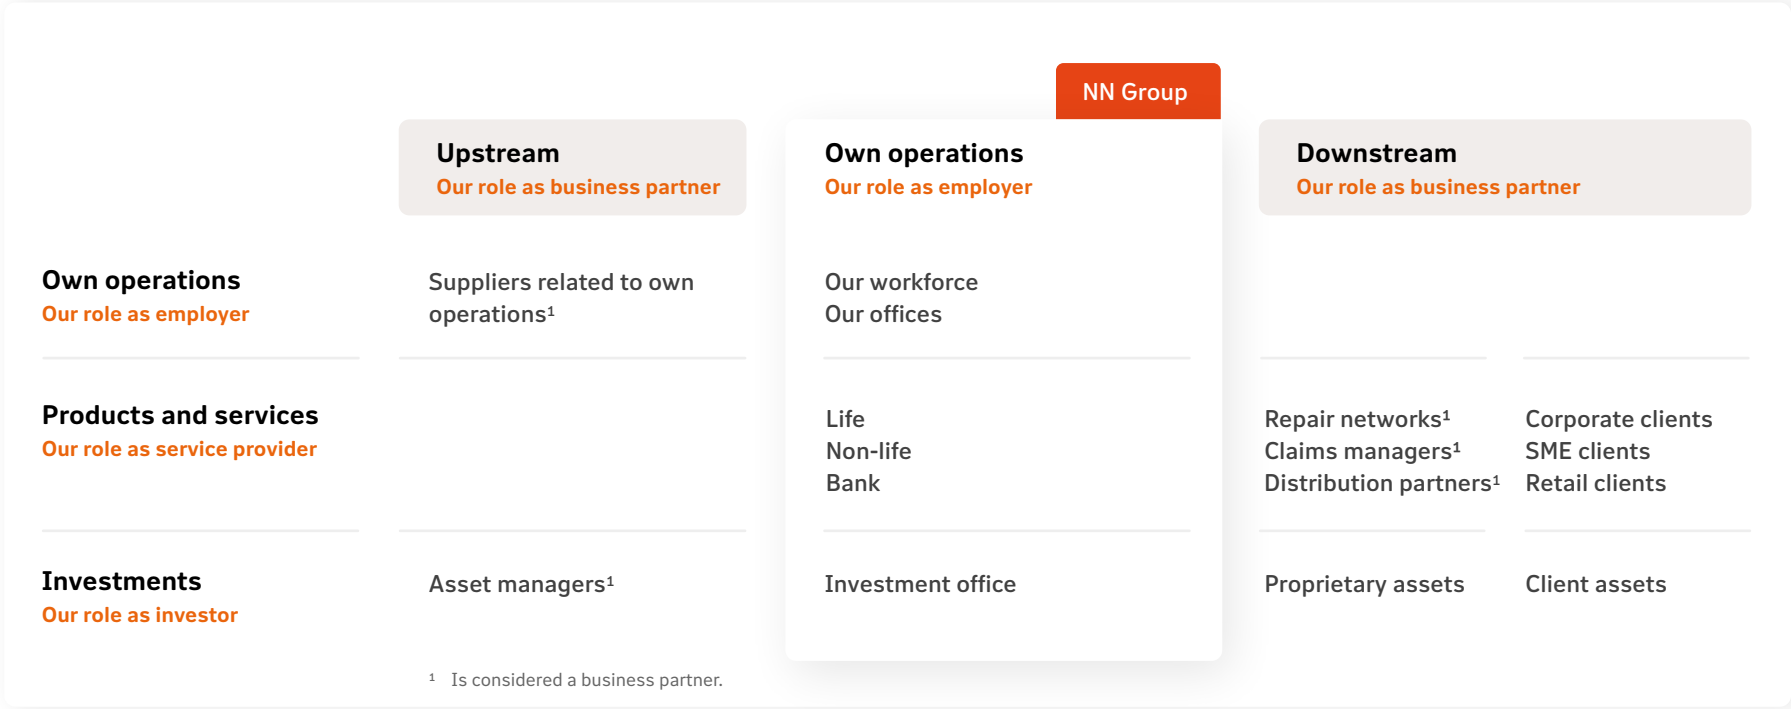 NN Group
Upstream
Our role as business partner
Own operations
Our role as employer
Downstream
Our role as business partner
Own operations
Our role as employer
Suppliers related to own
operations¹
Our workforce
Our offices
Products and services
Our role as service provider
Life
Non-life
Bank
Repair networks¹
Claims managers¹
Distribution partners¹
Corporate clients
SME clients
Retail clients
Investments
Our role as investor
Asset managers¹
Investment office
Proprietary assets
Client assets
¹ Is considered a business partner.